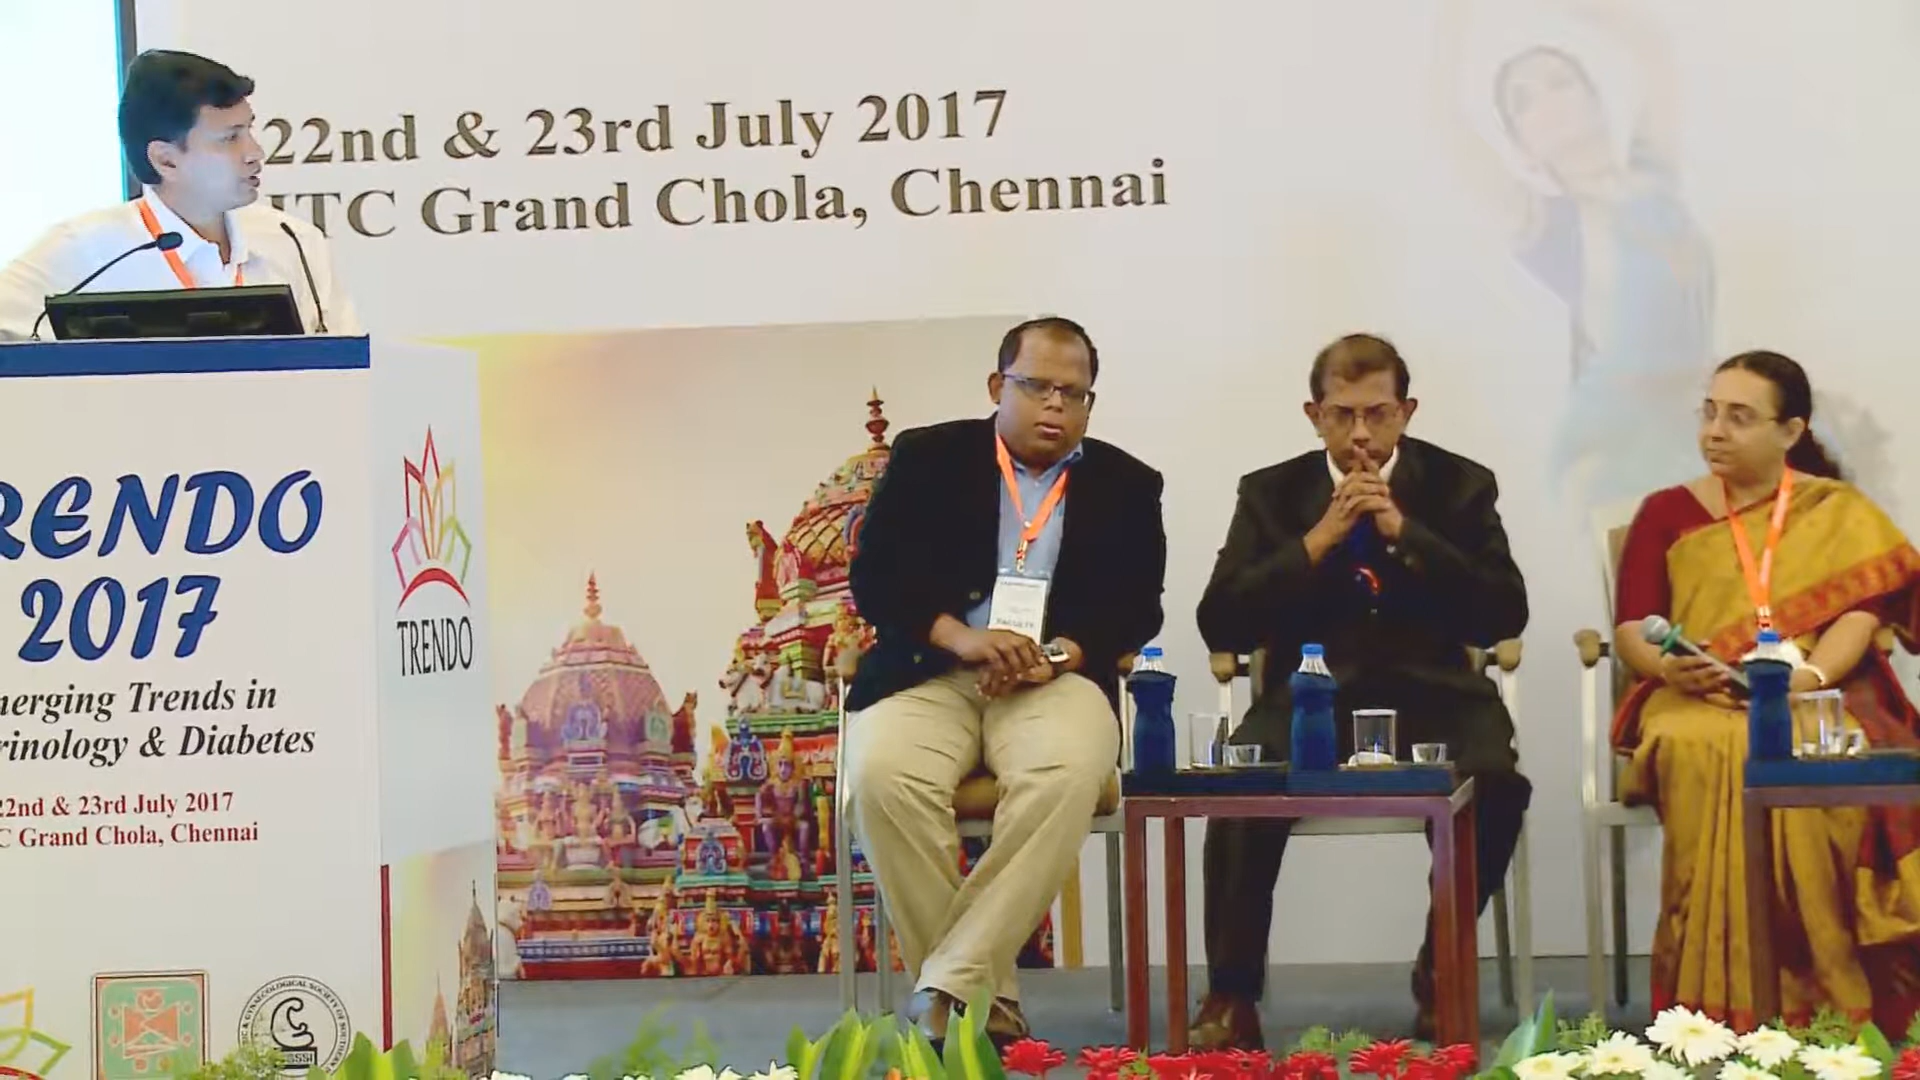 22nd & 23rd July 2017
ITC Grand Chola, Chennai
RENDO
2017
merging Trends in
rinology & Diabetes
22nd & 23rd July 2017
C Grand Chola, Chennai
TRENDO
FACULTY